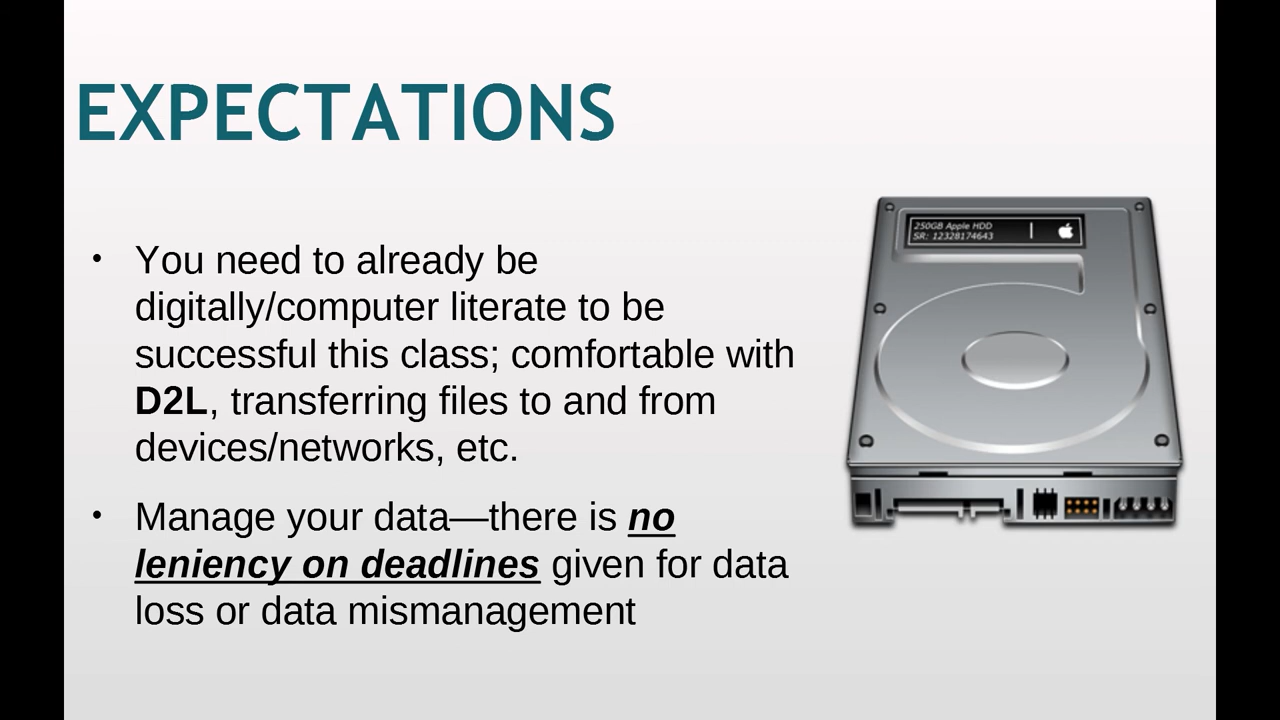 EXPECTATIONS
250GB Apple HDD
SR: 12328174643
• You need to already be
digitally/computer literate to be
successful this class; comfortable with
D2L, transferring files to and from
devices/networks, etc.
• Manage your data—there is no
leniency on deadlines given for data
loss or data mismanagement